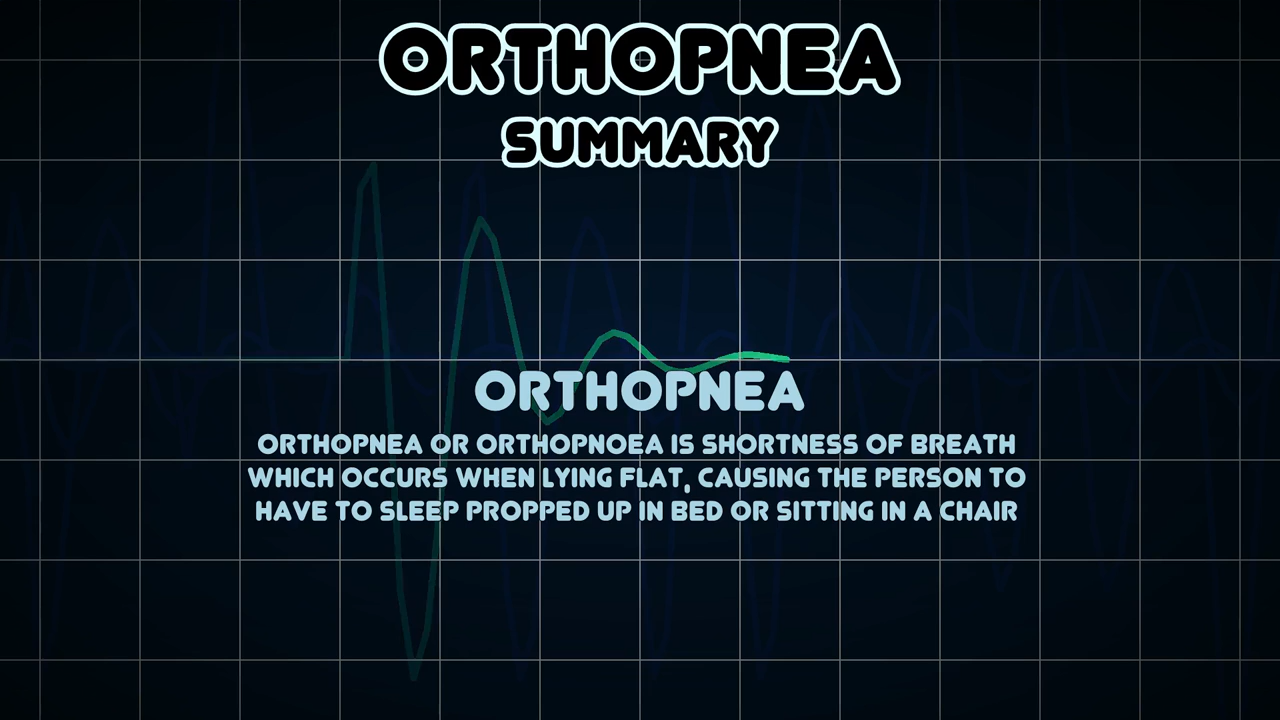 ORTHOPNEA
SUMMARY
ORTHOPNEA
ORTHOPNEA OR ORTHOPNOEA IS SHORTNESS OF BREATH
WHICH OCCURS WHEN LYING FLAT, CAUSING THE PERSON TO
HAVE TO SLEEP PROPPED UP IN BED OR SITTING IN A CHAIR